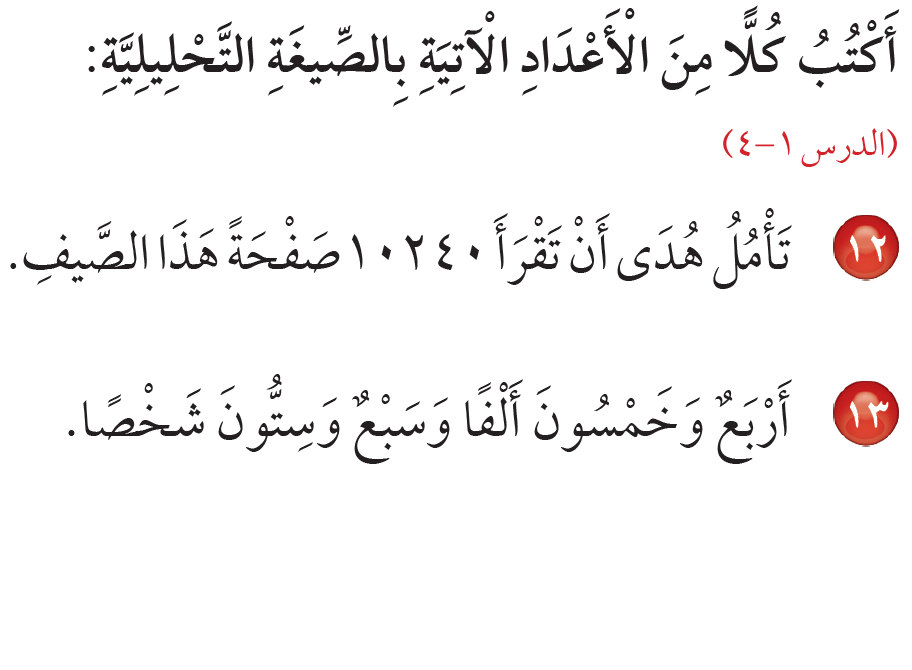 أَكْتُبُ كُلًّا مِنَ الْأَعْدَادِ الْآتِيَةِ بِالصِّيغَةِ التَّحْلِيلِيَّةِ:
(الدرس ١-٤)
١٢ تَأْمُلُ هُدَى أَنْ تَقْرَأَ ١٠٢٤٠ صَفْحَةً هَذَا الصَّيفِ.
١٣ أَرْبَعٌ وَخَمْسُونَ أَلْفًا وَسَبْعٌ وَسِتُّونَ شَخْصًا.